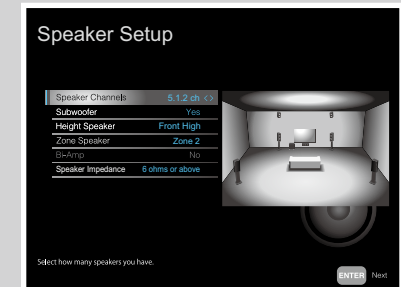 Speaker Setup
Speaker Channels 5.1.2 ch <>
Subwoofer Yes
Height Speaker Front High
Zone Speaker Zone 2
Bi-Amp No
Speaker Impedance 6 ohms or above
Select how many speakers you have.
ENTER Next